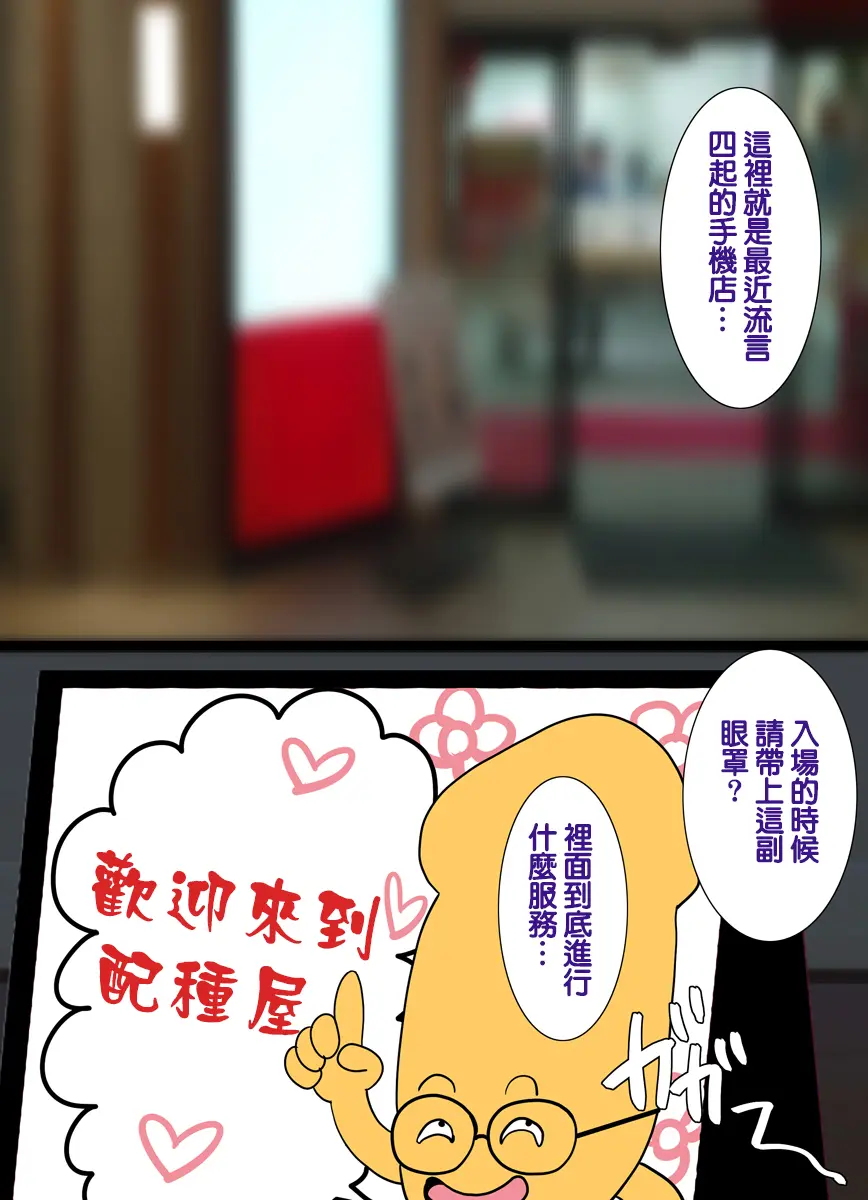 這裡就是最近流言
四起的手機店…
入場的時候
請帶上這副
眼罩？
裡面到底進行
什麼服務…
歡迎來到
配種屋
ガガー